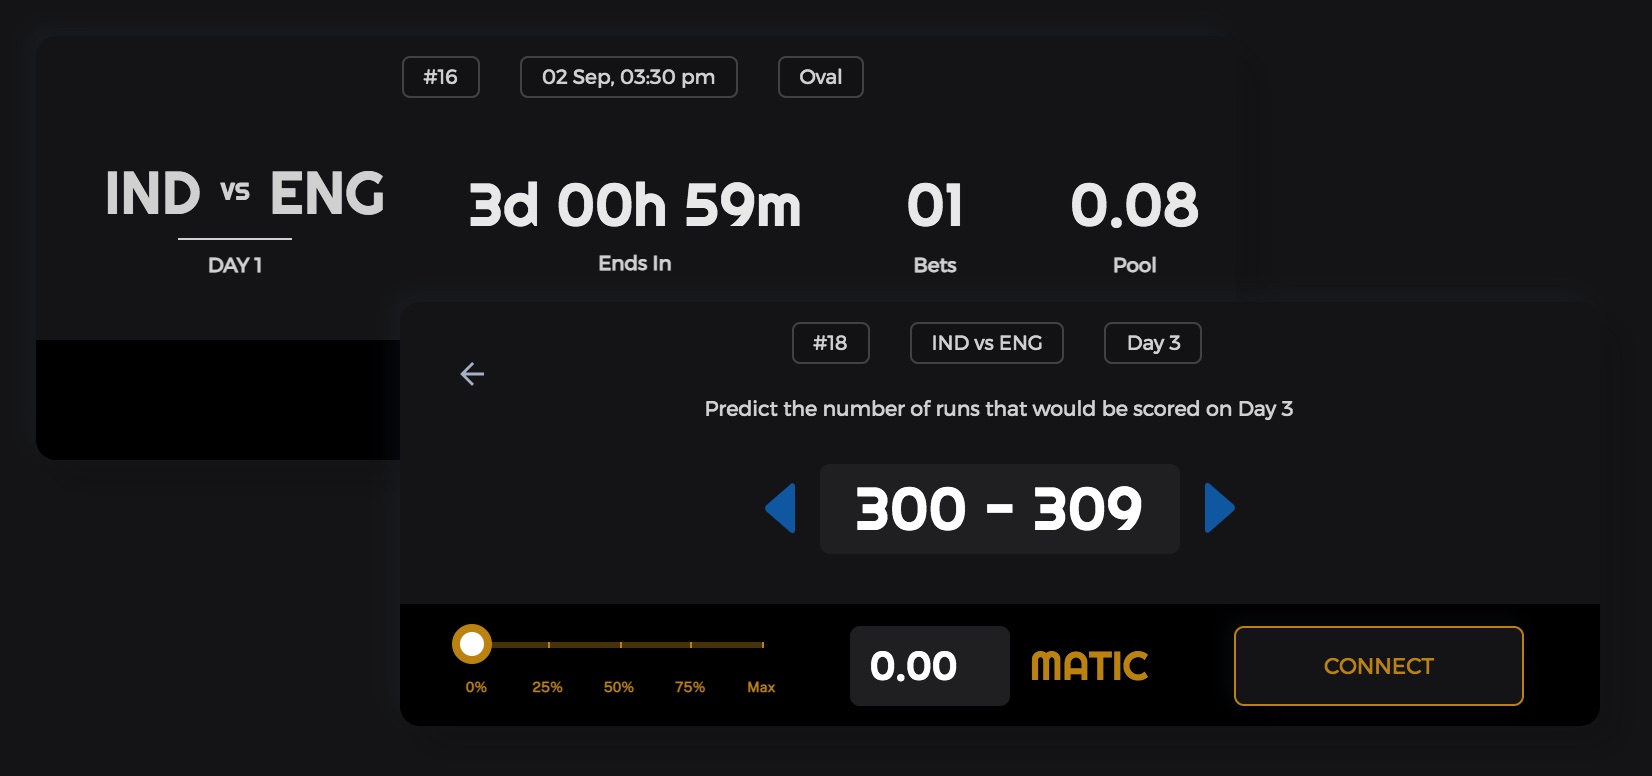 #16 02 Sep, 03:30 pm Oval
IND vs ENG
DAY 1
3d 00h 59m
Ends In
01
Bets
0.08
Pool
#18 IND vs ENG Day 3
Predict the number of runs that would be scored on Day 3
300 - 309
0% 25% 50% 75% Max
0.00 MATIC
CONNECT